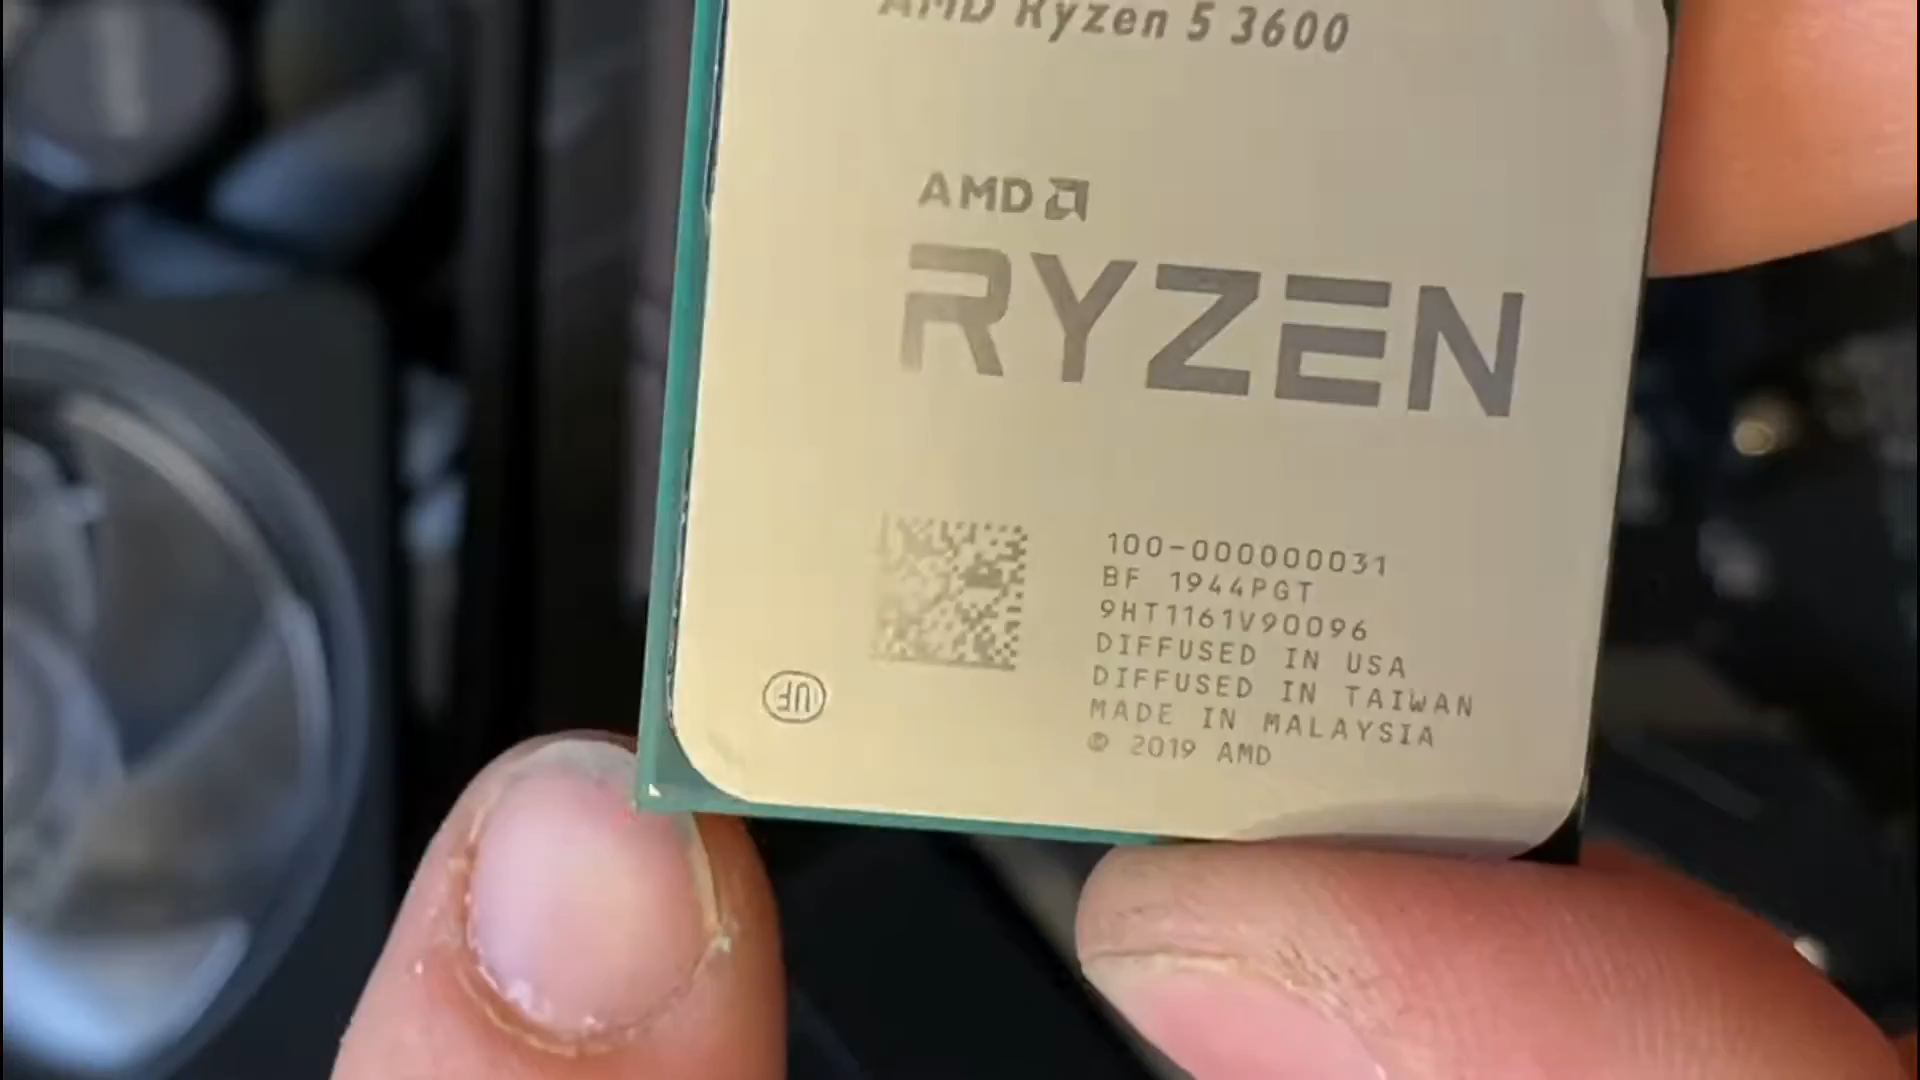 AMD Ryzen 5 3600
AMD
RYZEN
100-000000031
BF 1944PGT
9HT1161V90096
DIFFUSED IN USA
DIFFUSED IN TAIWAN
MADE IN MALAYSIA
© 2019 AMD
UF